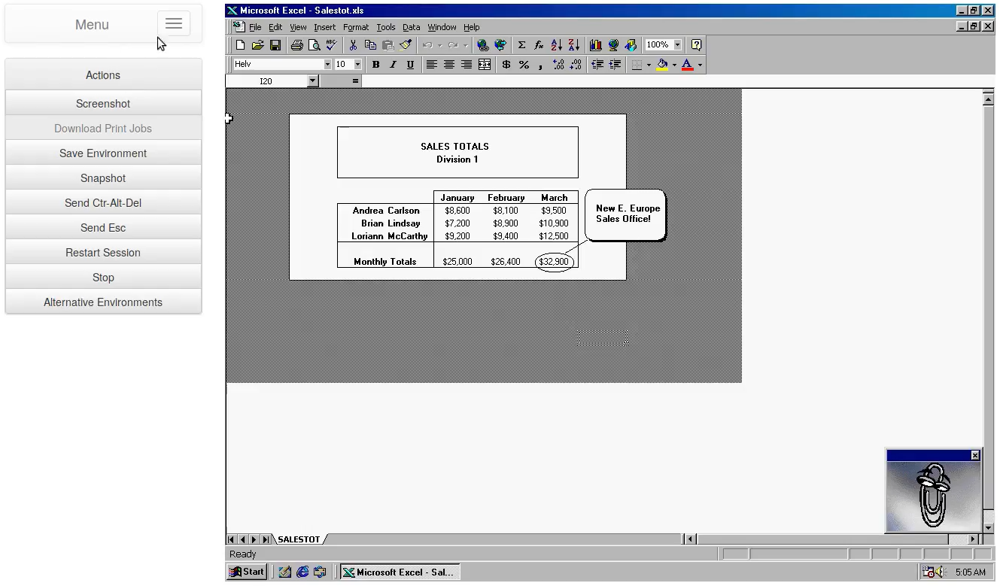 Menu
Actions
Screenshot
Download Print Jobs
Save Environment
Snapshot
Send Ctr-Alt-Del
Send Esc
Restart Session
Stop
Alternative Environments
Microsoft Excel - Salestot.xls
File Edit View Insert Format Tools Data Window Help
100%
Helv 10 B I U $ % ,
I20 =
SALES TOTALS
Division 1
January February March
Andrea Carlson $8,600 $8,100 $9,500
Brian Lindsay $7,200 $8,900 $10,900
Loriann McCarthy $9,200 $9,400 $12,500
Monthly Totals $25,000 $26,400 $32,900
New E. Europe
Sales Office!
SALESTOT
Ready
Start Microsoft Excel - Sal... 5:05 AM